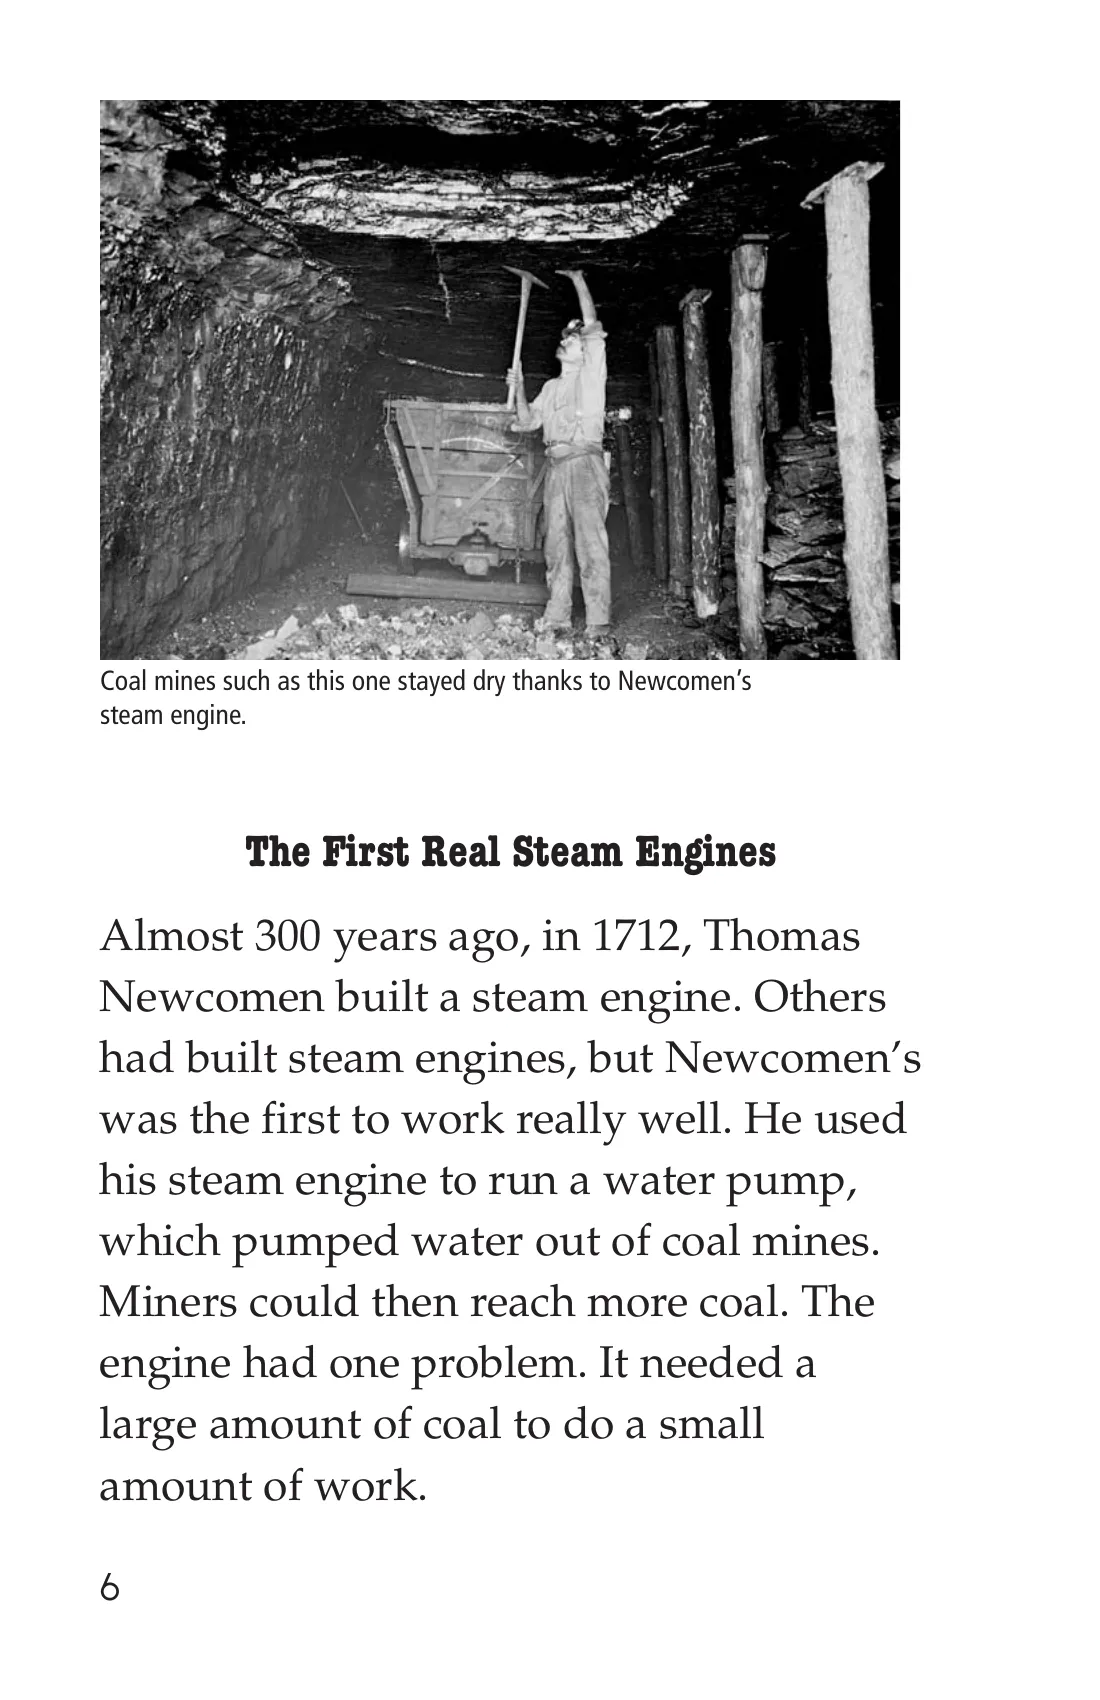 Coal mines such as this one stayed dry thanks to Newcomen’s
steam engine.
The First Real Steam Engines
Almost 300 years ago, in 1712, Thomas
Newcomen built a steam engine. Others
had built steam engines, but Newcomen’s
was the first to work really well. He used
his steam engine to run a water pump,
which pumped water out of coal mines.
Miners could then reach more coal. The
engine had one problem. It needed a
large amount of coal to do a small
amount of work.
6